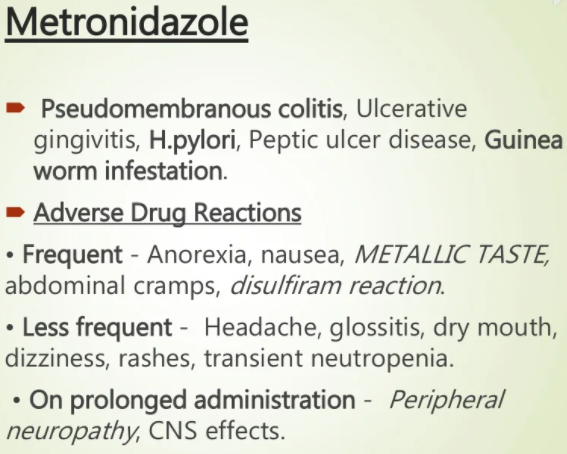 Metronidazole
Pseudomembranous colitis, Ulcerative
gingivitis, H.pylori, Peptic ulcer disease, Guinea
worm infestation.
Adverse Drug Reactions
• Frequent - Anorexia, nausea, METALLIC TASTE,
abdominal cramps, disulfiram reaction.
• Less frequent - Headache, glossitis, dry mouth,
dizziness, rashes, transient neutropenia.
• On prolonged administration - Peripheral
neuropathy, CNS effects.